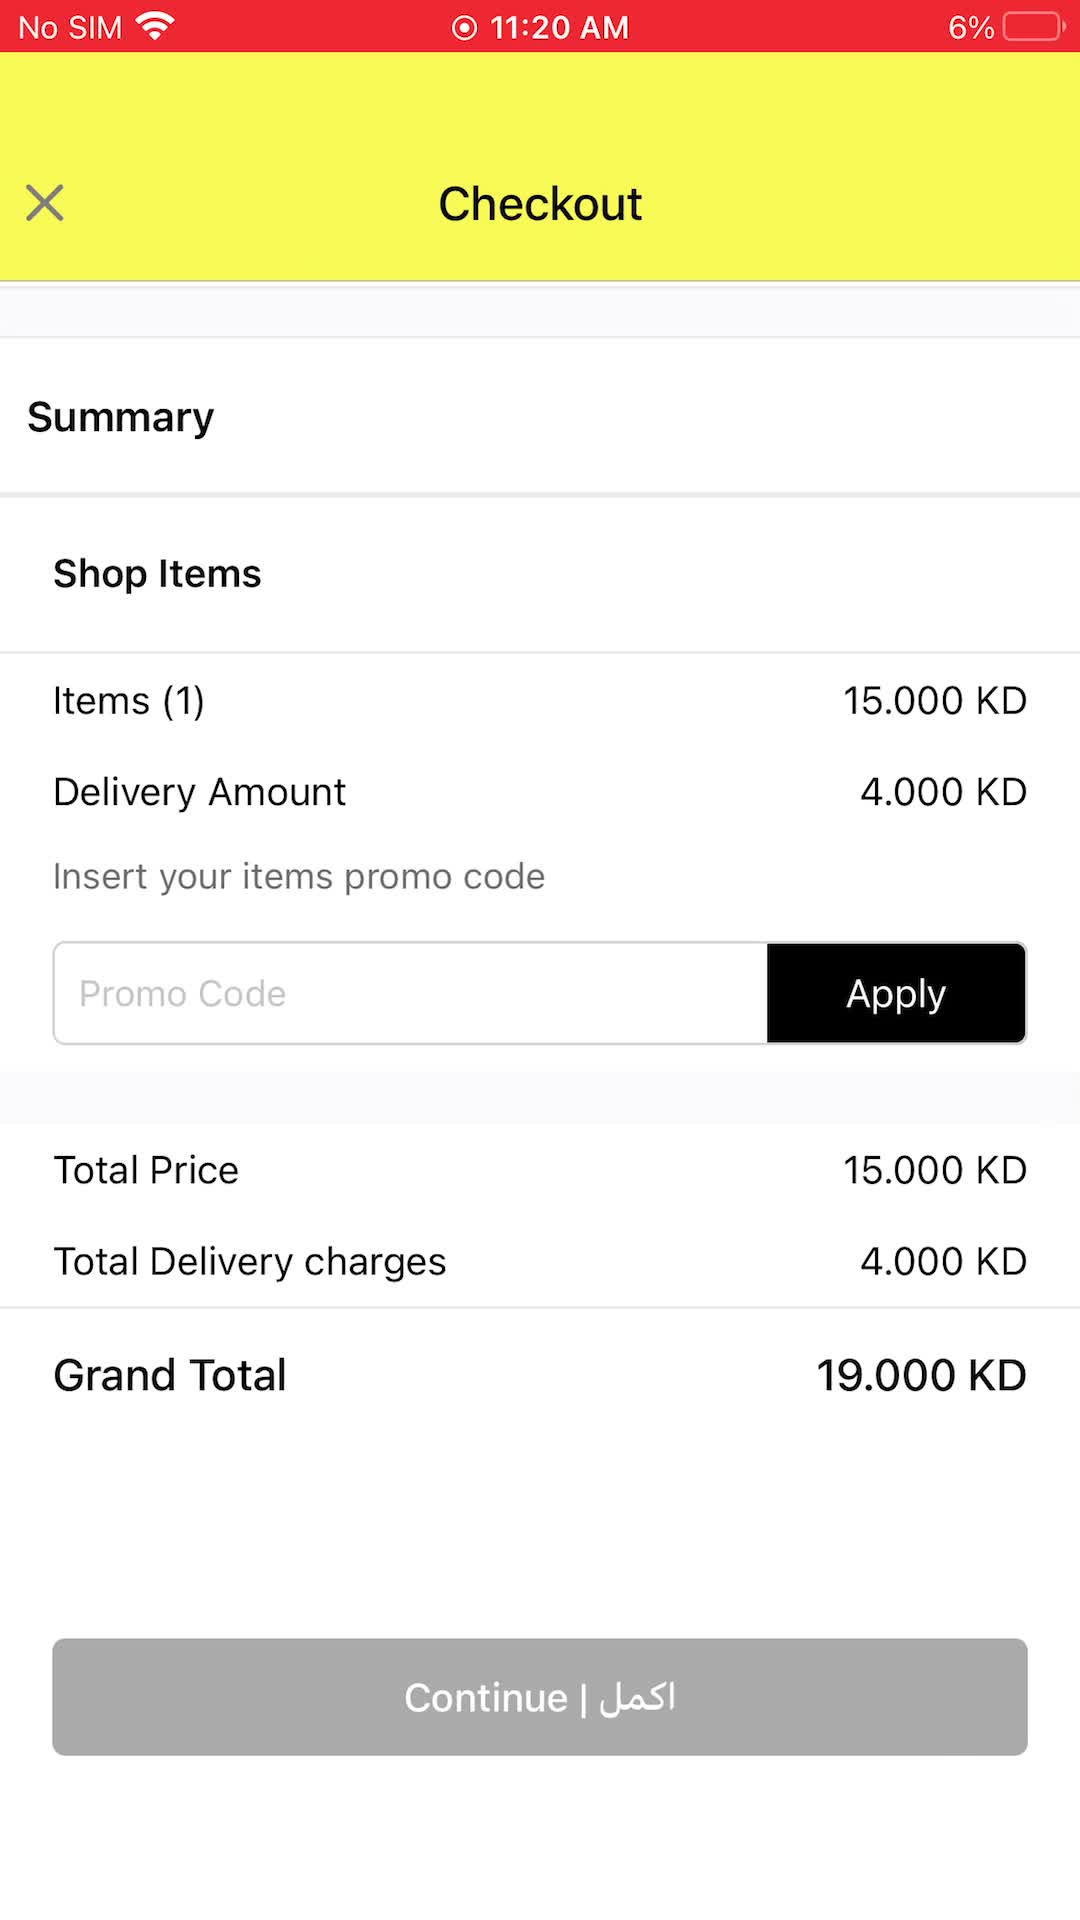 No SIM 11:20 AM 6%
Checkout
Summary
Shop Items
Items (1) 15.000 KD
Delivery Amount 4.000 KD
Insert your items promo code
Promo Code Apply
Total Price 15.000 KD
Total Delivery charges 4.000 KD
Grand Total 19.000 KD
Continue | اكمل